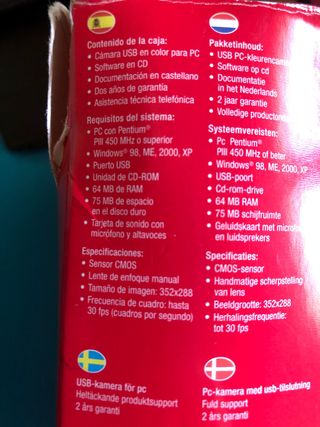 Contenido de la caja:
• Cámara USB en color para PC
• Software en CD
• Documentación en castellano
• Dos años de garantía
• Asistencia técnica telefónica
Requisitos del sistema:
• PC con Pentium®
PIII 450 MHz o superior
• Windows® 98, ME, 2000, XP
• Puerto USB
• Unidad de CD-ROM
• 64 MB de RAM
• 75 MB de espacio
en el disco duro
• Tarjeta de sonido con
micrófono y altavoces
Especificaciones:
• Sensor CMOS
• Lente de enfoque manual
• Tamaño de imagen: 352x288
• Frecuencia de cuadro: hasta
30 fps (cuadros por segundo)
Pakketinhoud:
• USB PC-kleurencam
• Software op cd
• Documentatie
in het Nederlands
• 2 jaar garantie
• Volledige
Systeemvereisten:
• Pc Pentium®
PIII 450 MHz of beter
• Windows® 98, ME, 2000, XP
• USB-poort
• Cd-rom-drive
• 64 MB RAM
• 75 MB schijfruimte
• Geluidskaart met
en luidsprekers
Specificaties:
• CMOS-sensor
• Handmatige scherpstelling
van lens
• Beeldgrootte: 352x288
• Herhalingsfrequentie:
tot 30 fps
USB-kamera för pc
Heltäckande produktsupport
2 års garanti
Pc-kamera med usb-tilslutning
Fuld support
2 års garanti